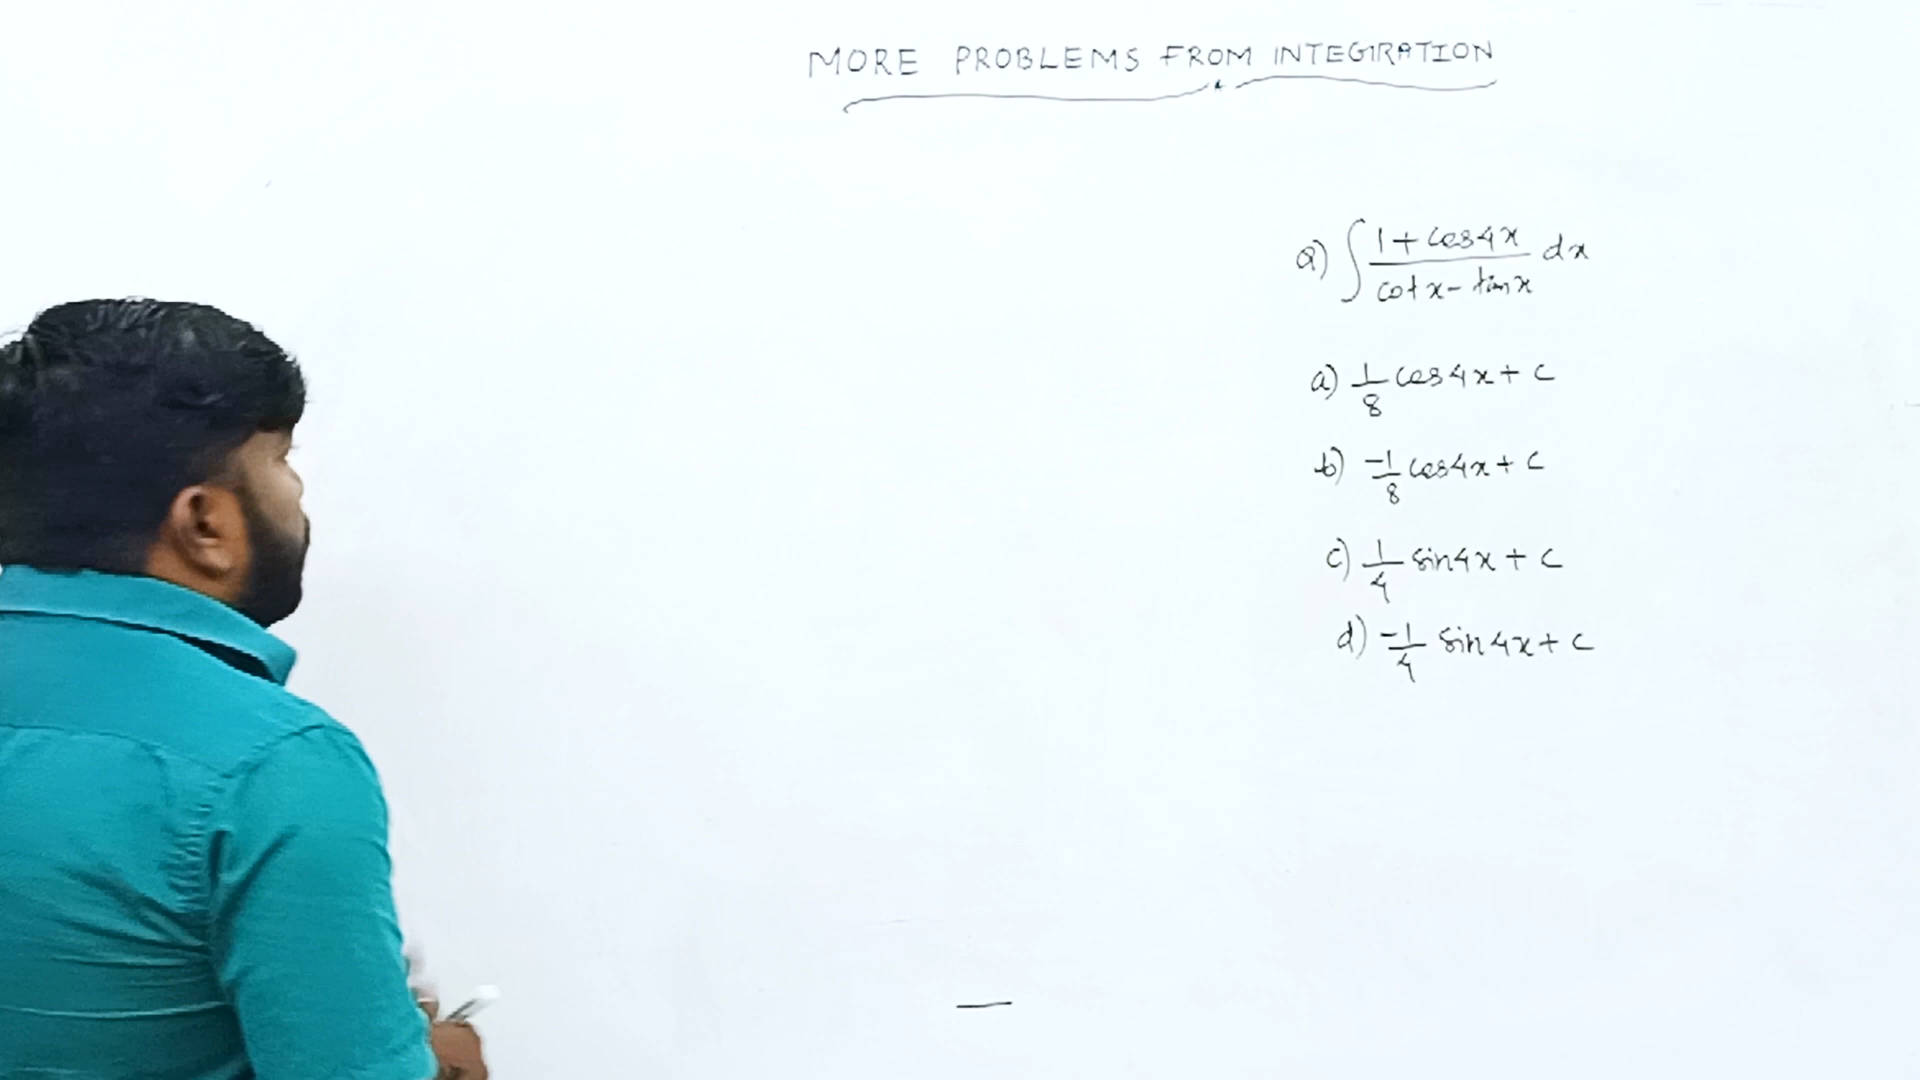 MORE PROBLEMS FROM INTEGRATION
Q) ∫ (1+cos4x)/(cotx-tanx) dx
a) 1/8 cos4x + c
b) -1/8 cos4x + c
c) 1/4 sin4x + c
d) -1/4 sin4x + c